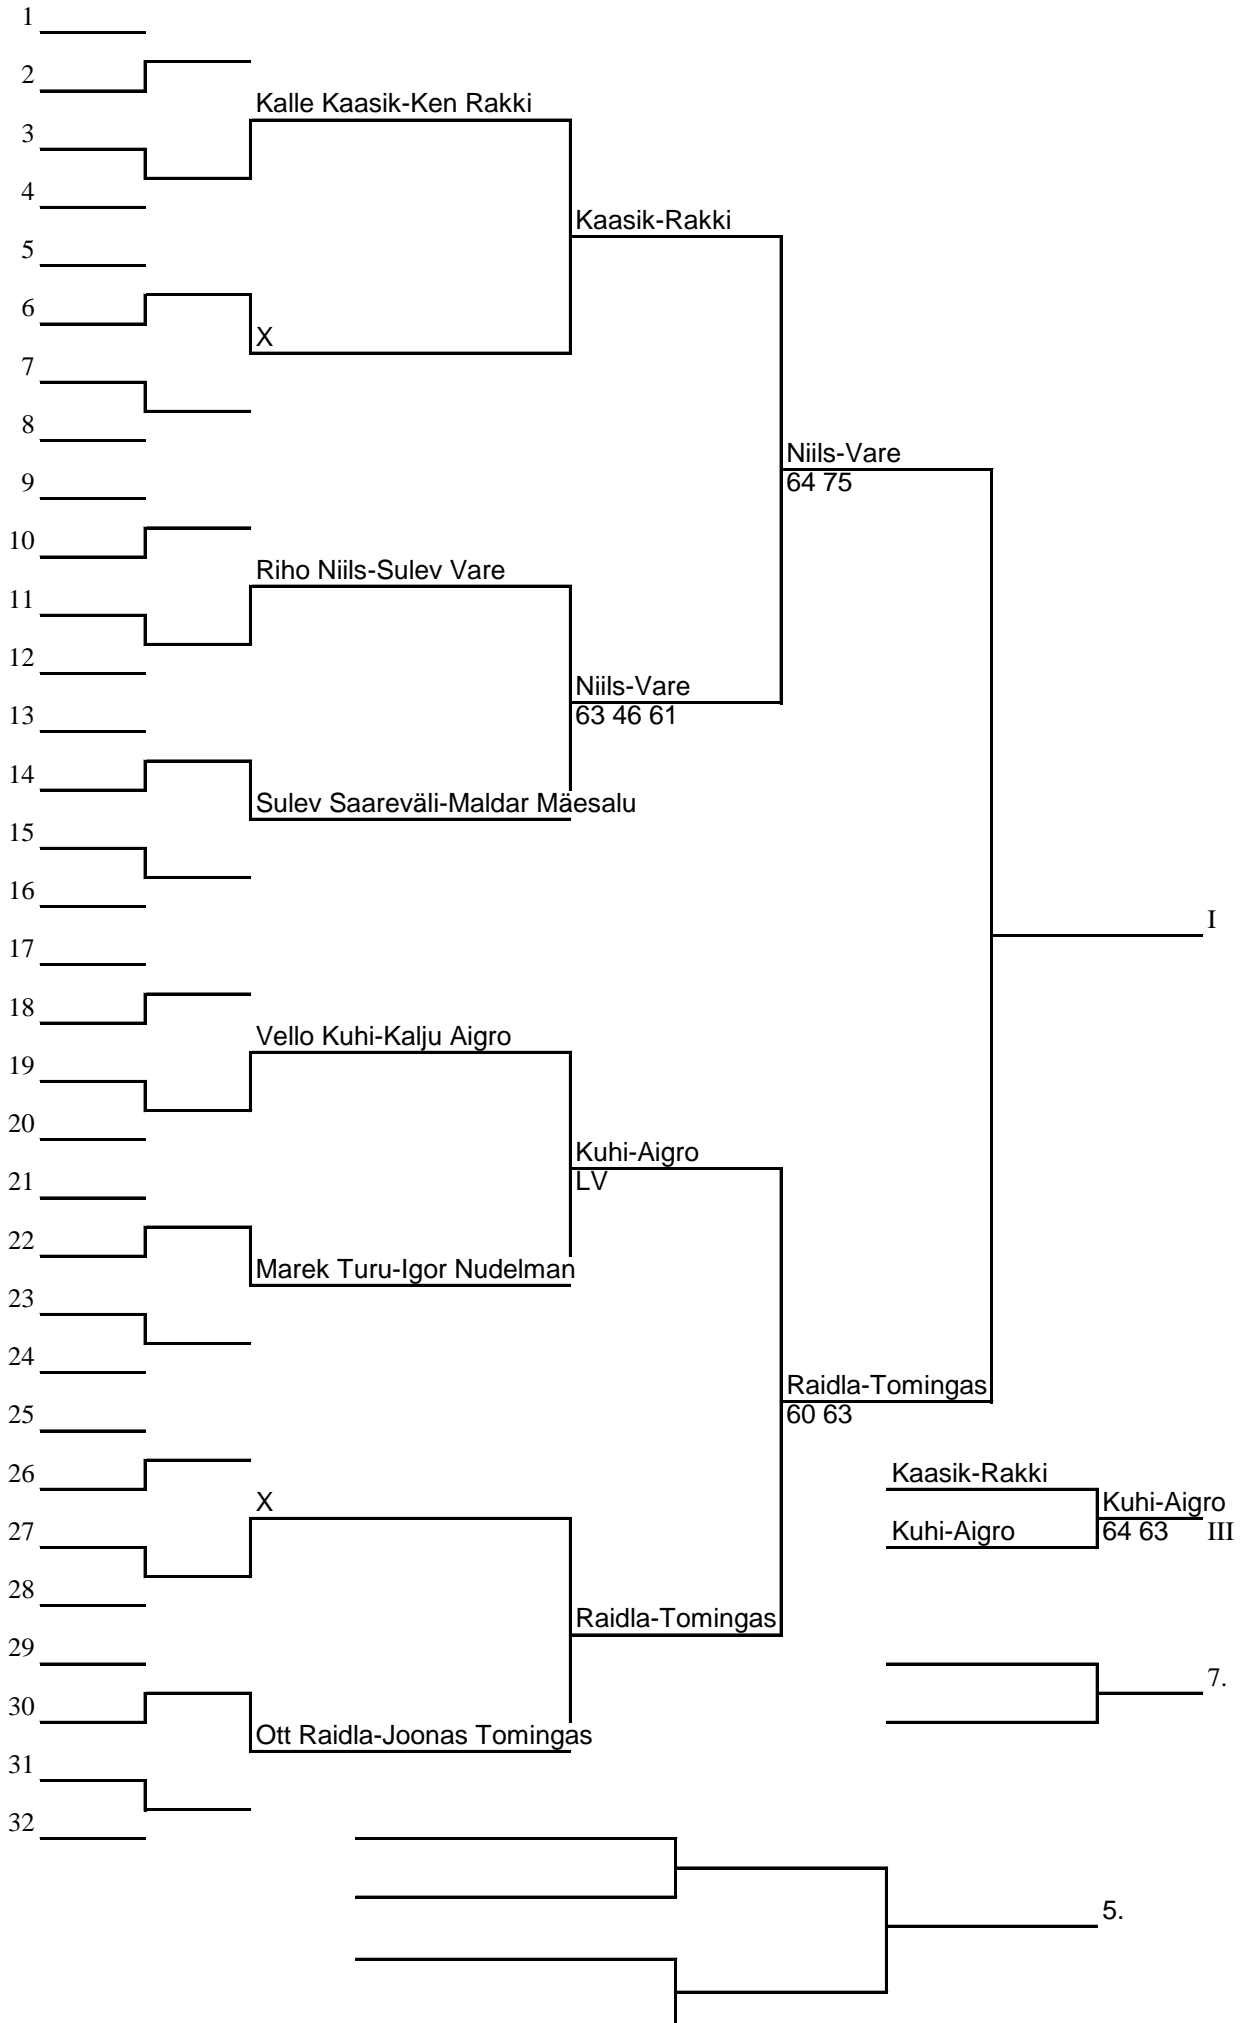 1
2
Kalle Kaasik-Ken Rakki
3
4
Kaasik-Rakki
5
6
X
7
8
Niils-Vare
64 75
9
10
Riho Niils-Sulev Vare
11
12
Niils-Vare
63 46 61
13
14
Sulev Saareväli-Maldar Mäesalu
15
16
I
17
18
Vello Kuhi-Kalju Aigro
19
20
Kuhi-Aigro
LV
21
22
Marek Turu-Igor Nudelman
23
24
Raidla-Tomingas
60 63
25
26
Kaasik-Rakki
X
Kuhi-Aigro
27
Kuhi-Aigro
64 63 III
28
Raidla-Tomingas
29
7.
30
Ott Raidla-Joonas Tomingas
31
32
5.